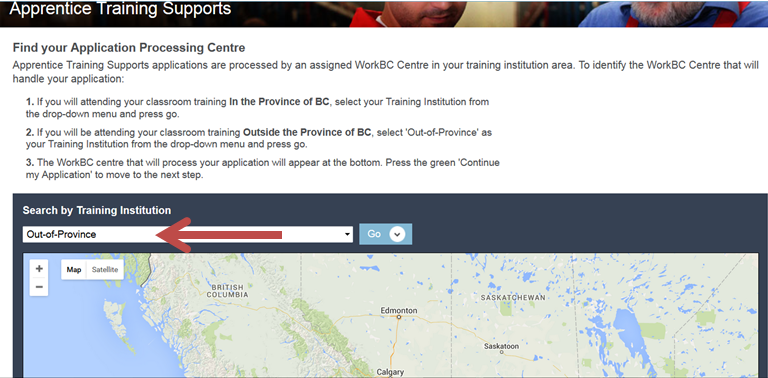 Apprentice Training Supports
Find your Application Processing Centre
Apprentice Training Supports applications are processed by an assigned WorkBC Centre in your training institution area. To identify the WorkBC Centre that will
handle your application:
1. If you will attending your classroom training In the Province of BC, select your Training Institution from
the drop-down menu and press go.
2. If you will be attending your classroom training Outside the Province of BC, select 'Out-of-Province' as
your Training Institution from the drop-down menu and press go.
3. The WorkBC centre that will process your application will appear at the bottom. Press the green 'Continue
my Application' to move to the next step.
Search by Training Institution
Out-of-Province
Go
+
−
Map
Satellite
BRITISH
COLUMBIA
SASKATCHEWAN
Edmonton
Saskatoon
Calgary